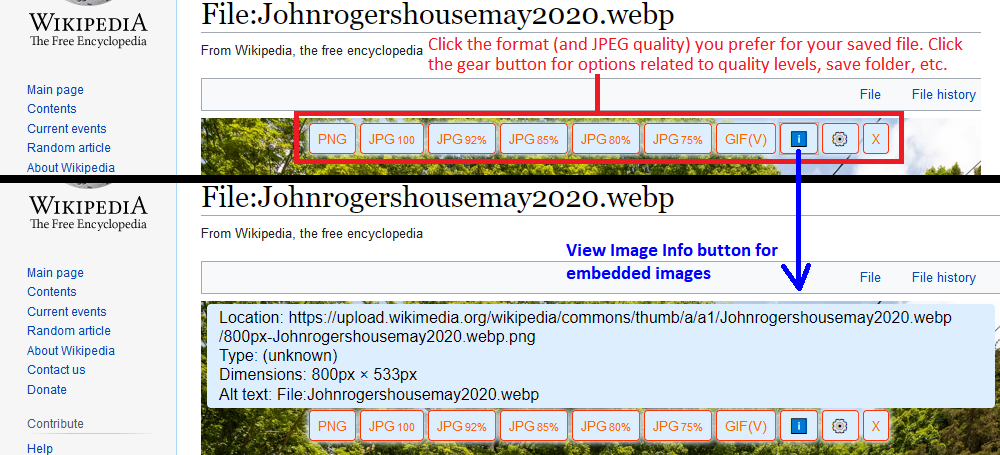 WIKIPEDIA
The Free Encyclopedia
Main page
Contents
Current events
Random article
About Wikipedia
File:Johnrogershousemay2020.webp
From Wikipedia, the free encyclopedia
Click the format (and JPEG quality) you prefer for your saved file. Click
the gear button for options related to quality levels, save folder, etc.
File File history
PNG JPG 100 JPG 92% JPG 85% JPG 80% JPG 75% GIF(V) i X
WIKIPEDIA
The Free Encyclopedia
Main page
Contents
Current events
Random article
About Wikipedia
Contact us
Donate
Contribute
Help
File:Johnrogershousemay2020.webp
From Wikipedia, the free encyclopedia
View Image Info button for
embedded images
File File history
Location: https://upload.wikimedia.org/wikipedia/commons/thumb/a/a1/Johnrogershousemay2020.webp
/800px-Johnrogershousemay2020.webp.png
Type: (unknown)
Dimensions: 800px × 533px
Alt text: File:Johnrogershousemay2020.webp
PNG JPG 100 JPG 92% JPG 85% JPG 80% JPG 75% GIF(V) i X